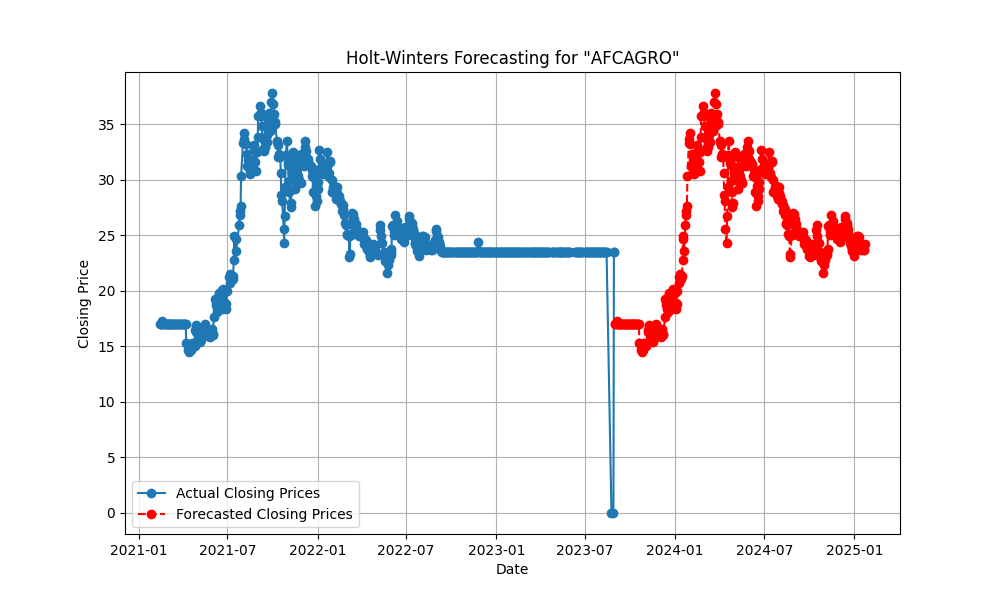 Holt-Winters Forecasting for "AFCAGRO"
Closing Price
35
30
25
20
15
10
5
0
Actual Closing Prices
Forecasted Closing Prices
2021-01 2021-07 2022-01 2022-07 2023-01 2023-07 2024-01 2024-07 2025-01
Date